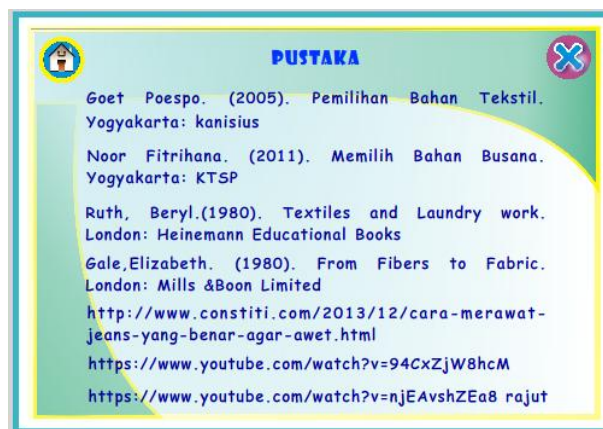 PUSTAKA
Goet Poespo. (2005). Pemilihan Bahan Tekstil.
Yogyakarta: kanisius
Noor Fitrihana. (2011). Memilih Bahan Busana.
Yogyakarta: KTSP
Ruth, Beryl.(1980). Textiles and Laundry work.
London: Heinemann Educational Books
Gale,Elizabeth. (1980). From Fibers to Fabric.
London: Mills &Boon Limited
http://www.constiti.com/2013/12/cara-merawat-
jeans-yang-benar-agar-awet.html
https://www.youtube.com/watch?v=94CxZjW8hcM
https://www.youtube.com/watch?v=njEAvshZEa8 rajut